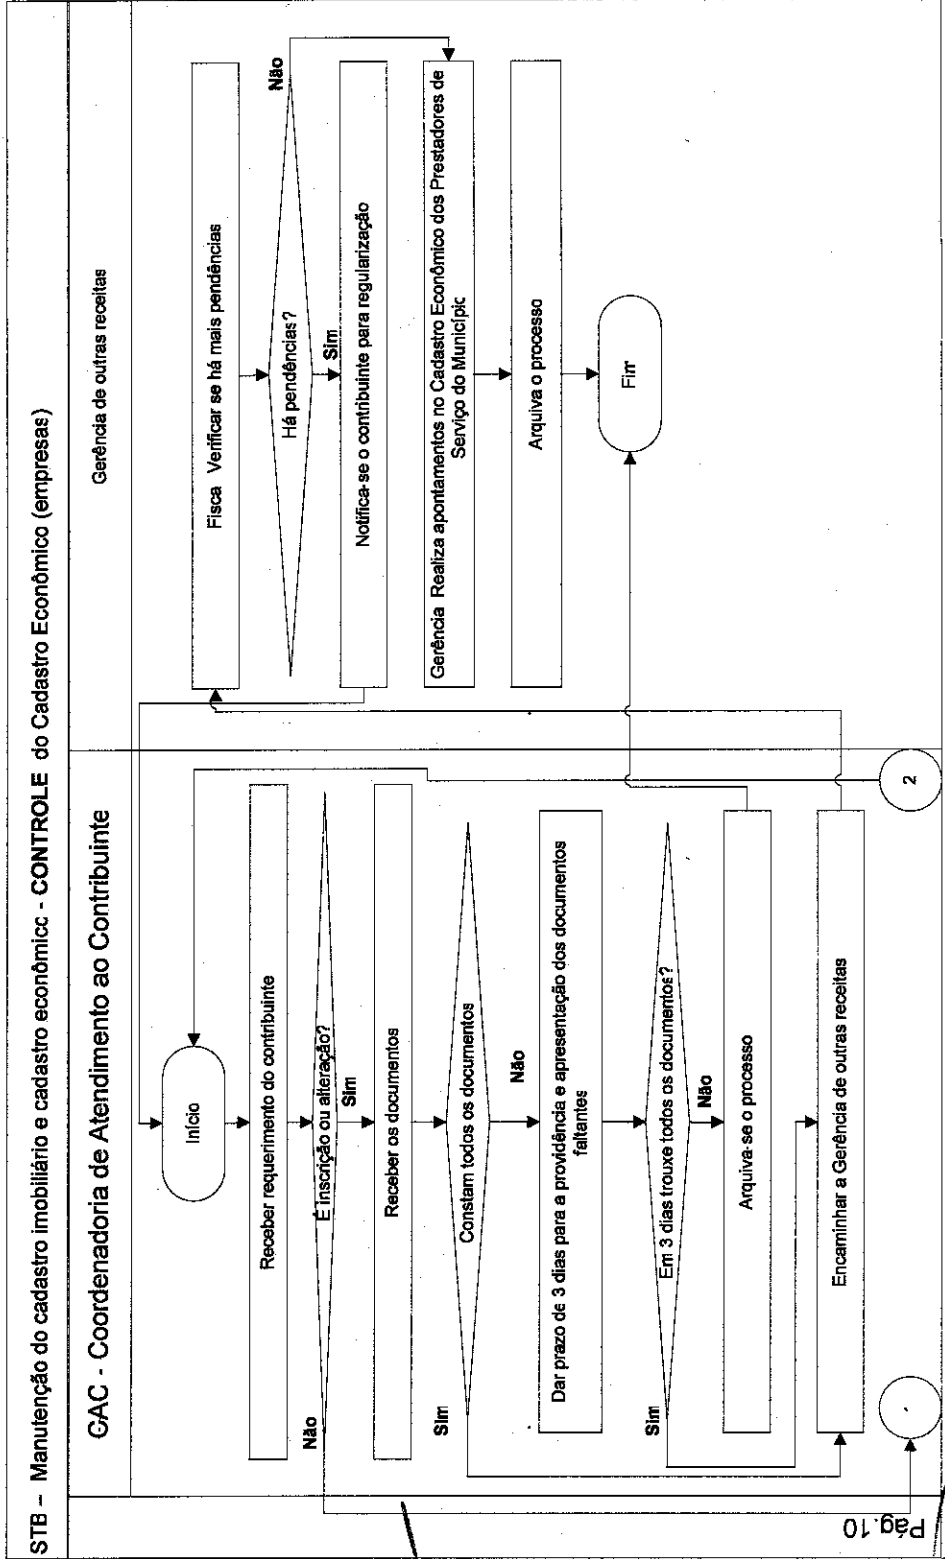 STB – Manutenção do cadastro imobiliário e cadastro econômicc - CONTROLE do Cadastro Econômico (empresas)
CAC - Coordenadoria de Atendimento ao Contribuinte
Início
Receber requerimento do contribuinte
É inscrição ou alteração?
Não
Sim
Receber os documentos
Constam todos os documentos
Sim
Não
Dar prazo de 3 dias para a providência e apresentação dos documentos
faltantes
Em 3 dias trouxe todos os documentos?
Sim
Não
Arquiva-se o processo
Encaminhar a Gerência de outras receitas
2
Gerência de outras receitas
Fisca Verificar se há mais pendências
Há pendências?
Não
Sim
Notifica-se o contribuinte para regularização
Gerência Realiza apontamentos no Cadastro Econômico dos Prestadores de
Serviço do Municípic
Arquiva o processo
Fim
Pág.10